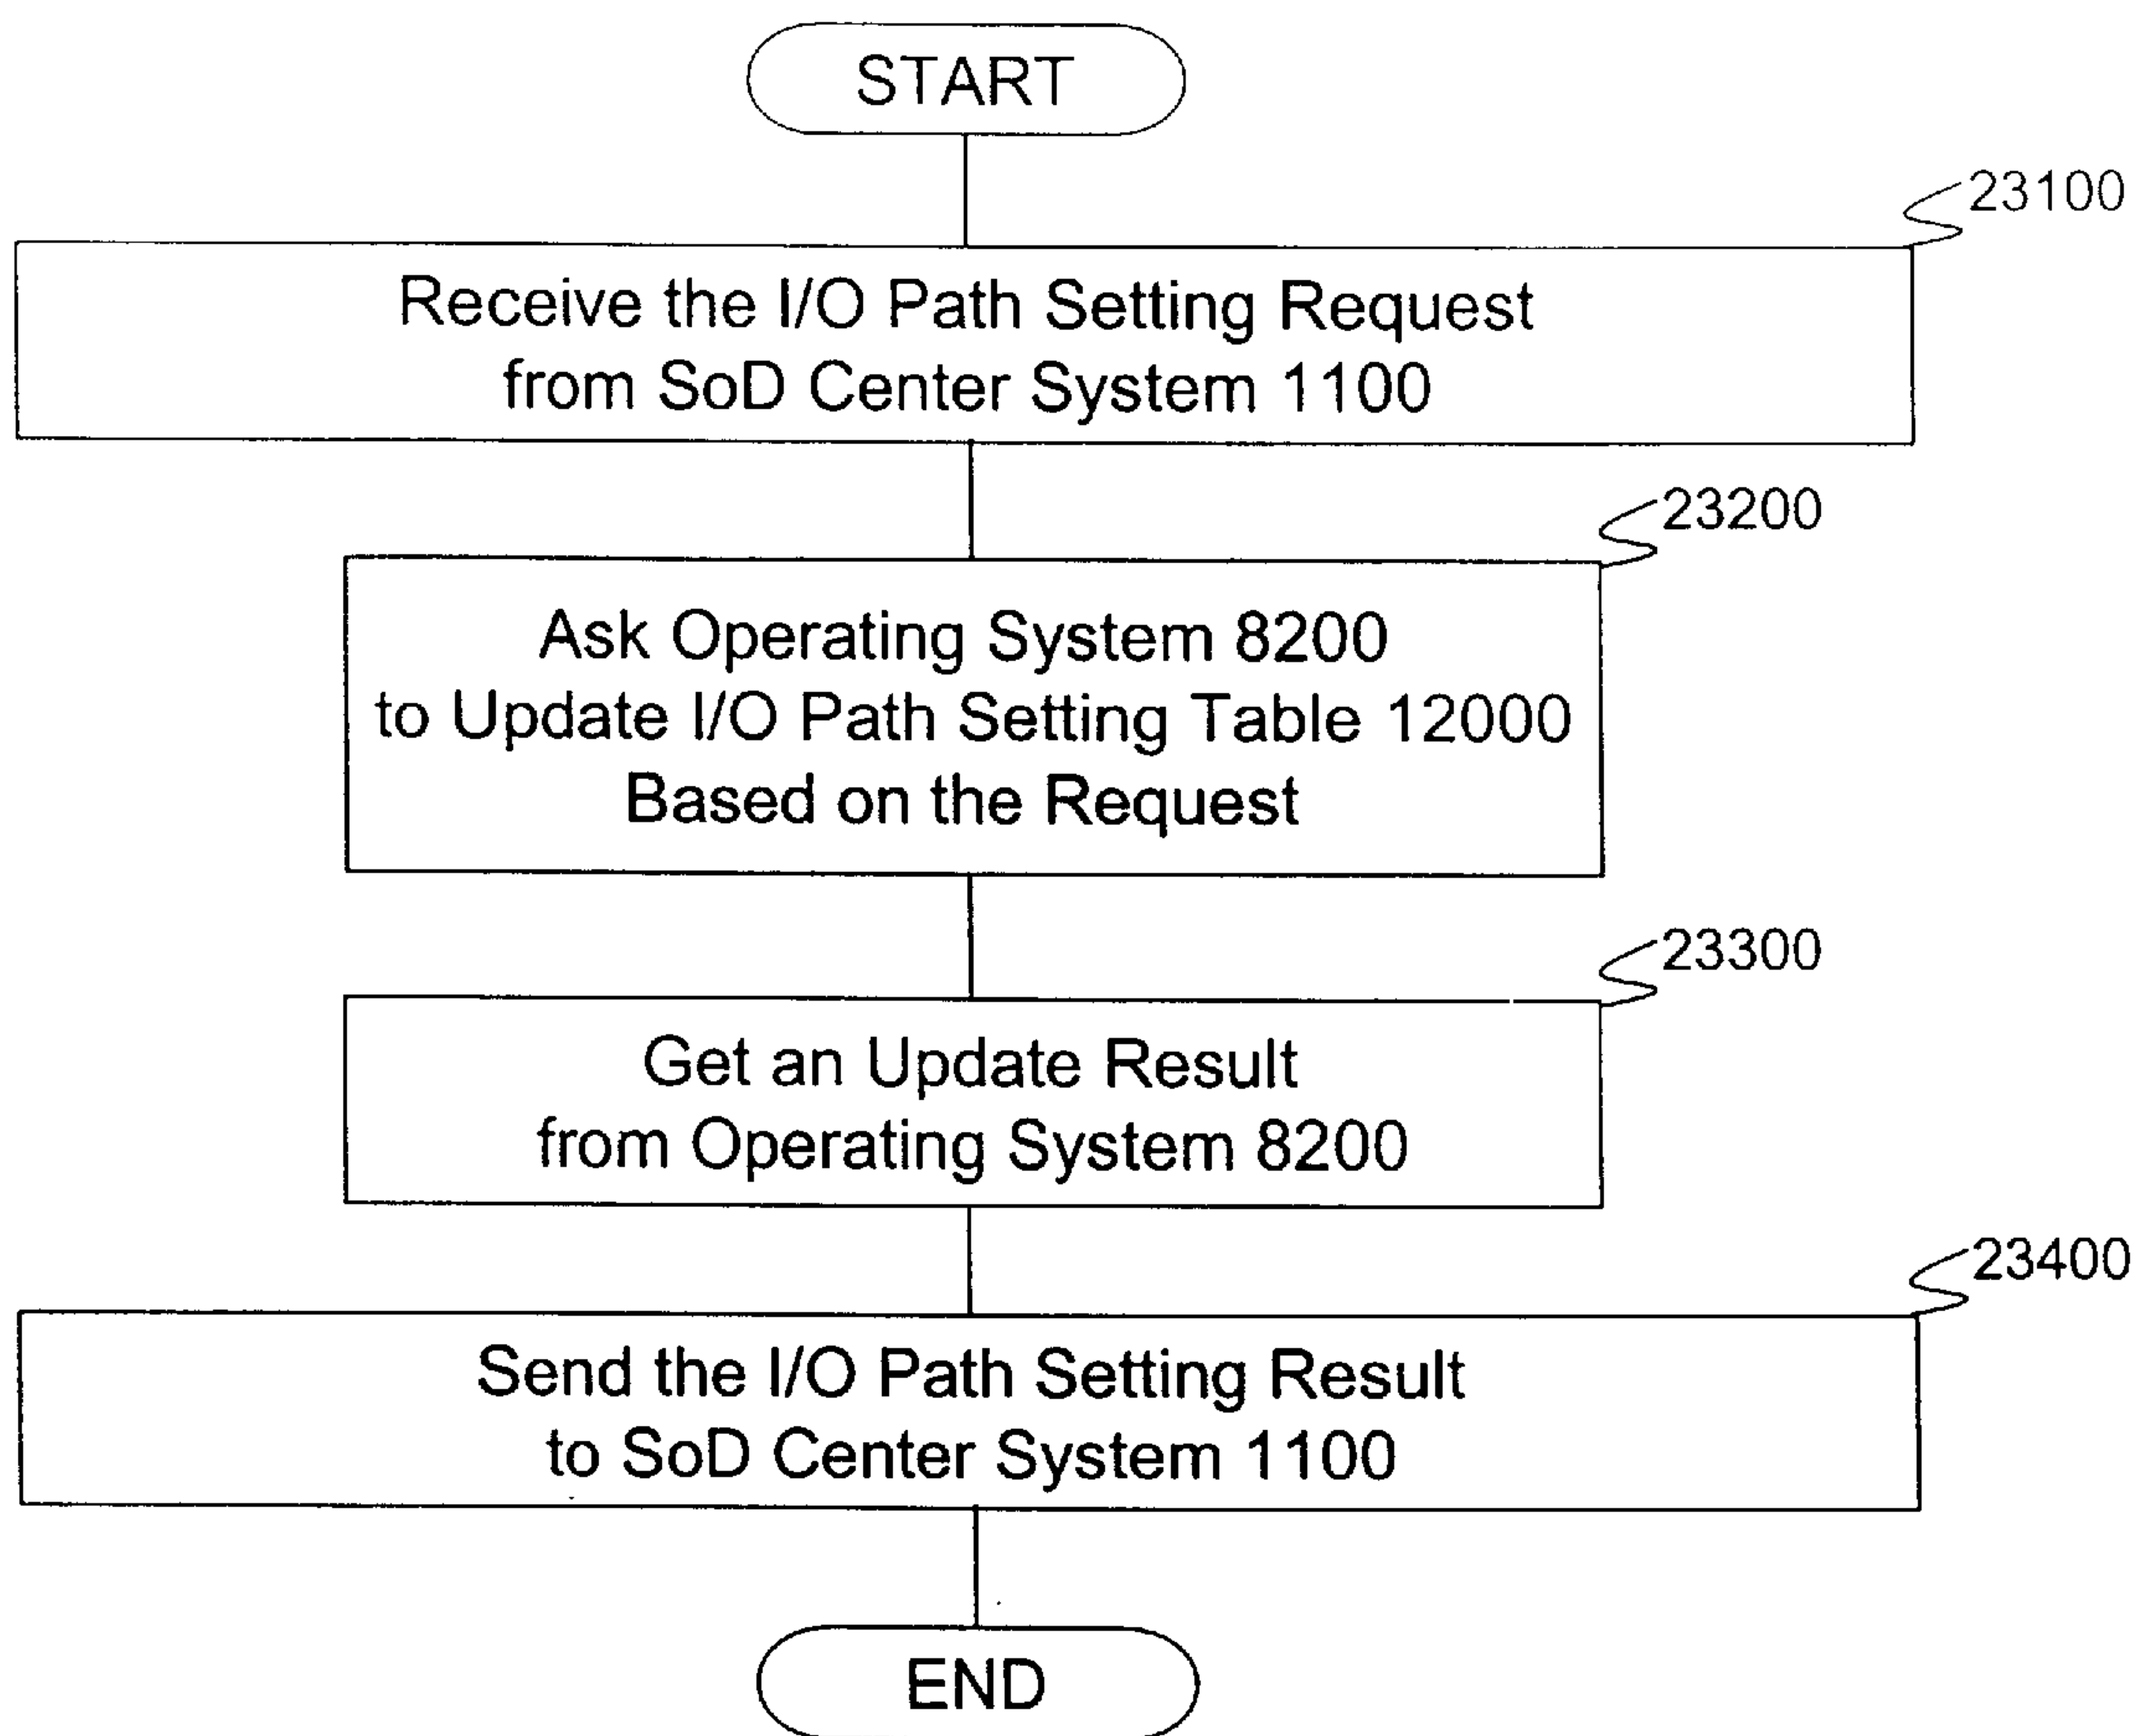 START
23100
Receive the I/O Path Setting Request
from SoD Center System 1100
23200
Ask Operating System 8200
to Update I/O Path Setting Table 12000
Based on the Request
23300
Get an Update Result
from Operating System 8200
23400
Send the I/O Path Setting Result
to SoD Center System 1100
END